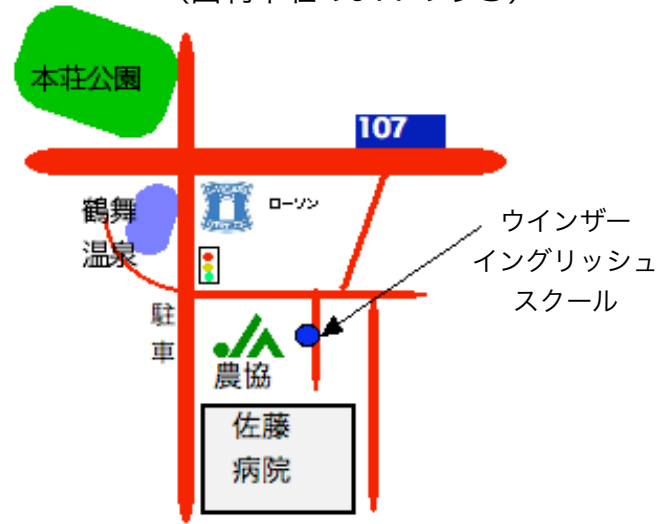 本荘公園
107
鶴舞
温泉
ローソン
ウインザー
イングリッシュ
スクール
駐
車
農協
佐藤
病院